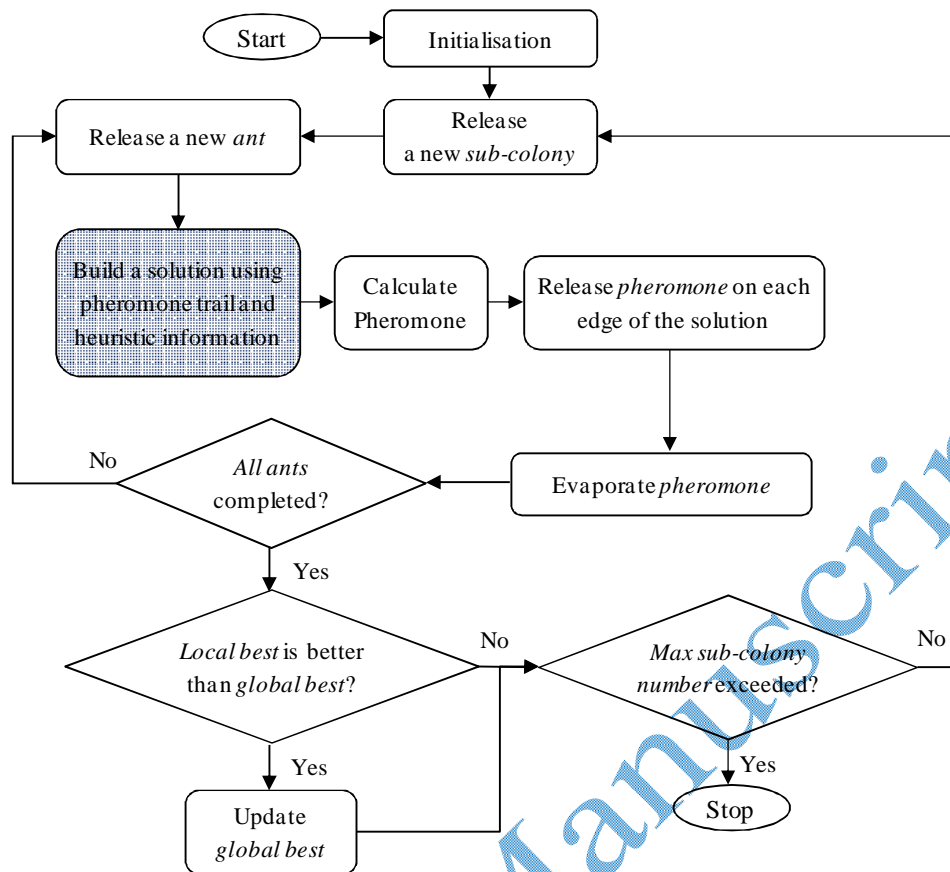 Start
Initialisation
Release a new ant
Release
a new sub-colony
Build a solution using
pheromone trail and
heuristic information
Calculate
Pheromone
Release pheromone on each
edge of the solution
No
All ants
completed?
Evaporate pheromone
Yes
Local best is better
than global best?
No
Max sub-colony
number exceeded?
No
Yes
Yes
Update
global best
Stop
Manuscrip